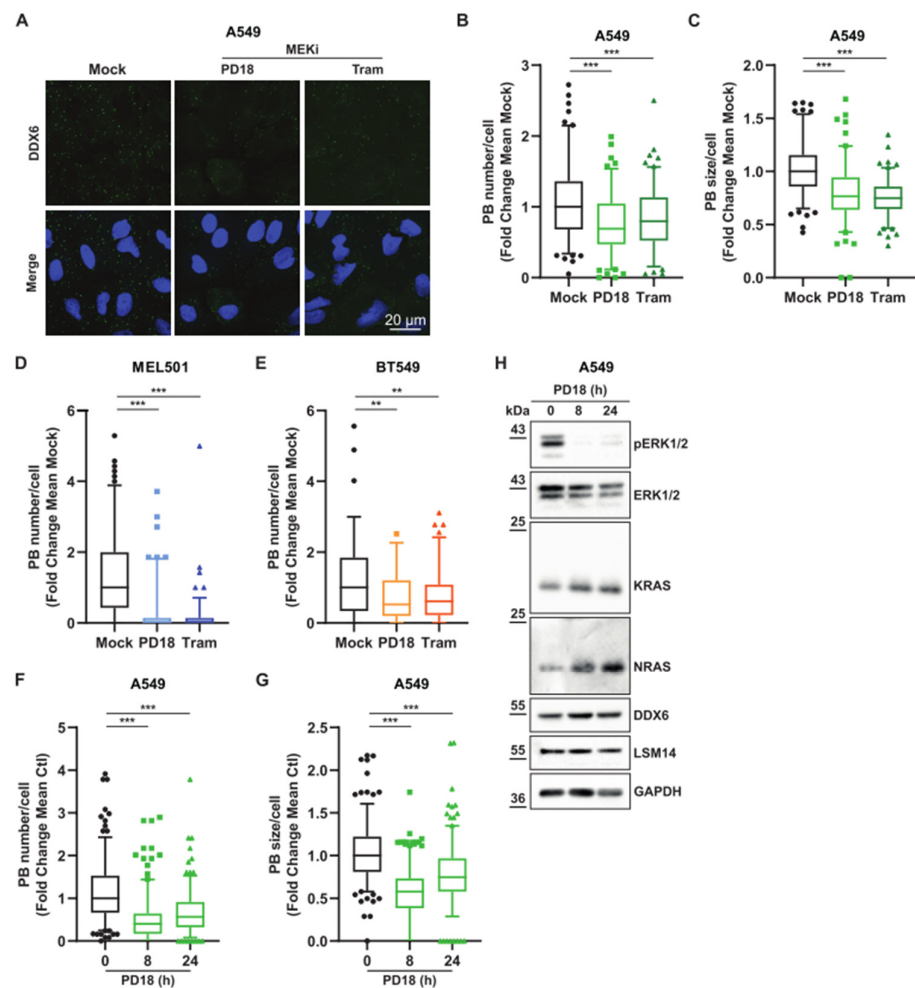 A
A549
MEKi
Mock
PD18
Tram
DDX6
Merge
20 µm
B
A549
***
***
PB number/cell
(Fold Change Mean Mock)
3
2
1
0
Mock PD18 Tram
C
A549
***
***
PB size/cell
(Fold Change Mean Mock)
2.0
1.5
1.0
0.5
0.0
Mock PD18 Tram
D
MEL501
***
***
PB number/cell
(Fold Change Mean Mock)
6
4
2
0
Mock PD18 Tram
E
BT549
**
**
PB number/cell
(Fold Change Mean Mock)
6
4
2
0
Mock PD18 Tram
F
A549
***
***
PB number/cell
(Fold Change Mean Ctl)
5
4
3
2
1
0
0 8 24
PD18 (h)
G
A549
***
***
PB size/cell
(Fold Change Mean Ctl)
2.5
2.0
1.5
1.0
0.5
0.0
0 8 24
PD18 (h)
H
A549
PD18 (h)
kDa 0 8 24
43
pERK1/2
43
ERK1/2
25
KRAS
25
NRAS
55
DDX6
55
LSM14
36
GAPDH